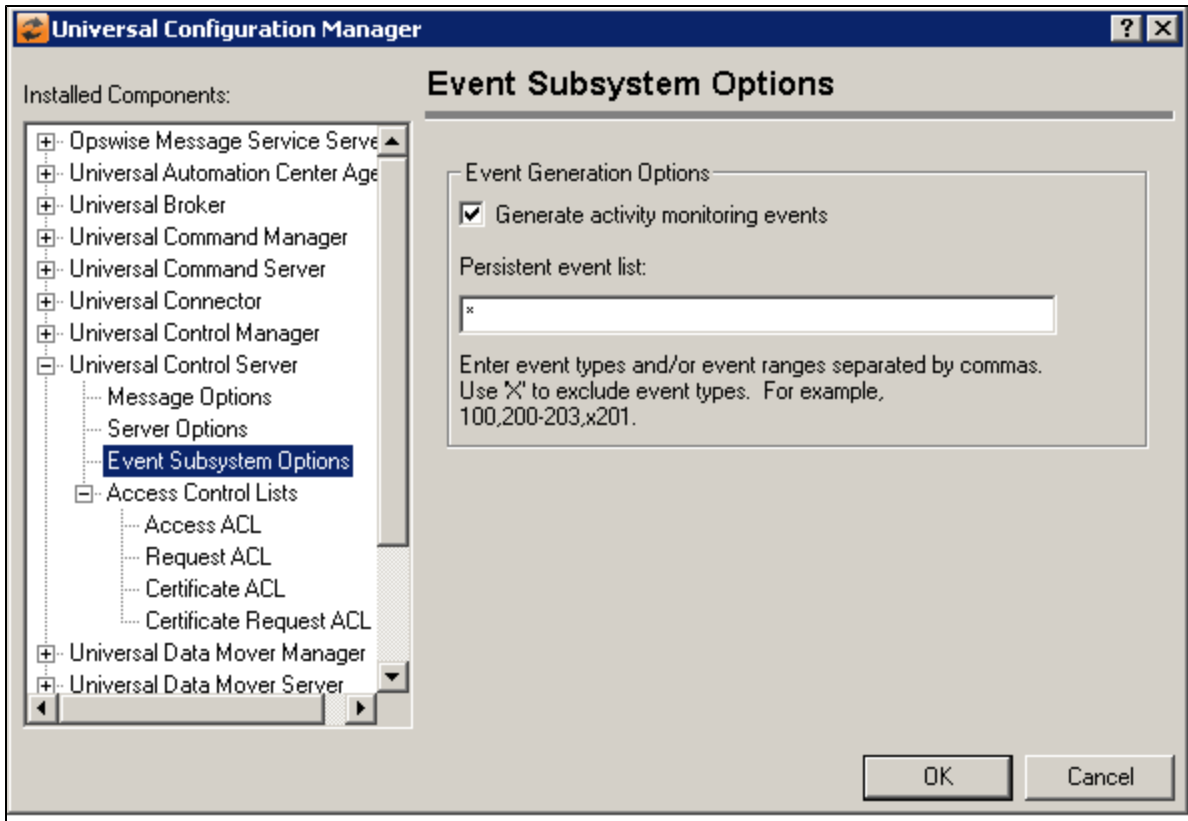 Universal Configuration Manager
Installed Components:
Event Subsystem Options
Opswise Message Service Serve
Universal Automation Center Age
Universal Broker
Universal Command Manager
Universal Command Server
Universal Connector
Universal Control Manager
Universal Control Server
Message Options
Server Options
Event Subsystem Options
Access Control Lists
Access ACL
Request ACL
Certificate ACL
Certificate Request ACL
Universal Data Mover Manager
Universal Data Mover Server
Event Generation Options
Generate activity monitoring events
Persistent event list:
*
Enter event types and/or event ranges separated by commas.
Use 'X' to exclude event types.  For example,
100,200-203,x201.
OK
Cancel